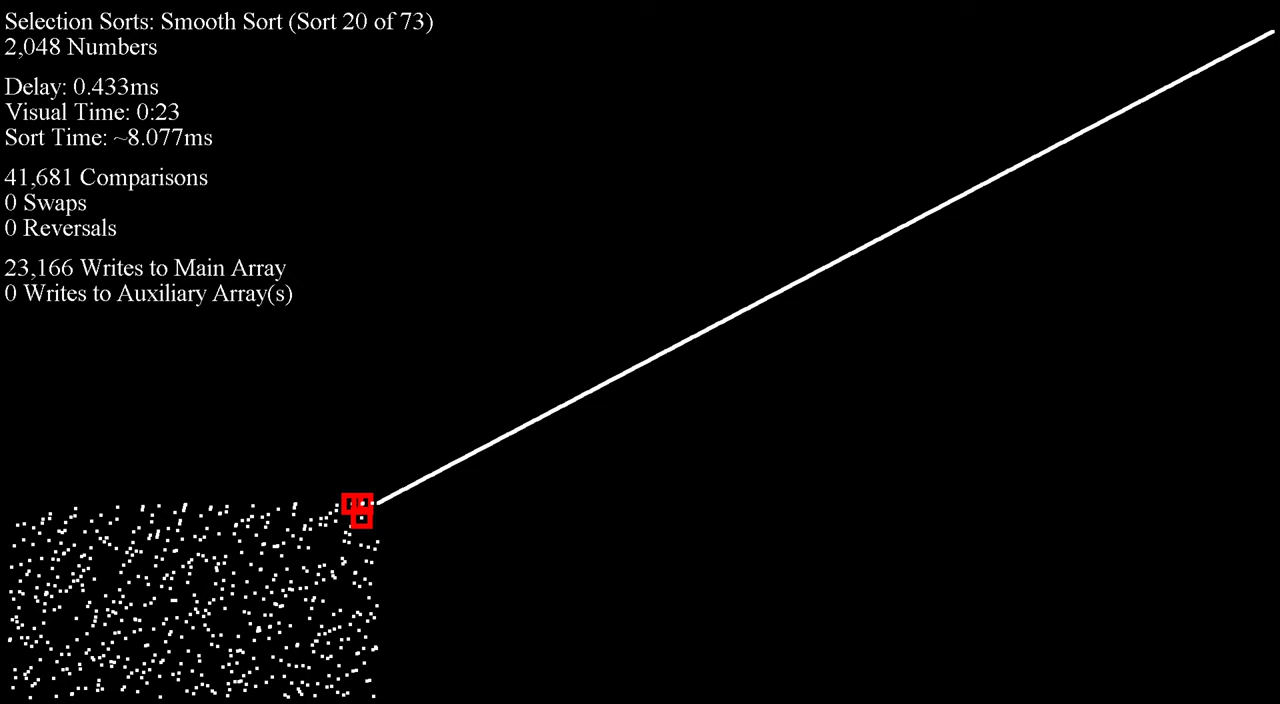 Selection Sorts: Smooth Sort (Sort 20 of 73)
2,048 Numbers
Delay: 0.433ms
Visual Time: 0:23
Sort Time: ~8.077ms
41,681 Comparisons
0 Swaps
0 Reversals
23,166 Writes to Main Array
0 Writes to Auxiliary Array(s)